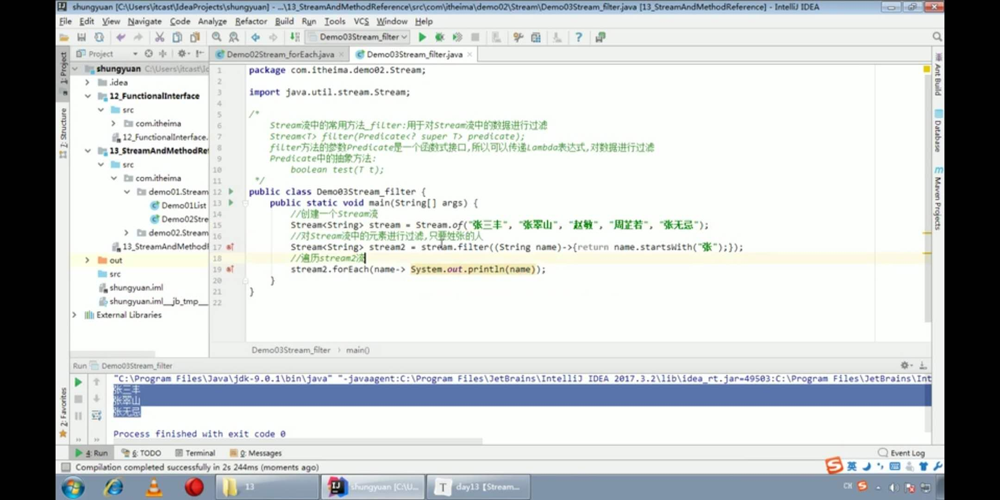 shungyuan [C:\Users\itcast\IdeaProjects\shungyuan] - ...\13_StreamAndMethodReference\src\com\itheima\demo02\Stream\Demo03Stream_filter.java [13_StreamAndMethodReference] - IntelliJ IDEA
File Edit View Navigate Code Analyze Refactor Build Run Tools VCS Window Help
Demo03Stream_filter
Project
Demo02Stream_forEach.java
Demo03Stream_filter.java
1: Project
7: Structure
2: Favorites
Ant Build
Database
Maven Projects
shungyuan C:\Users\itcast\Id
.idea
12_FunctionalInterface
src
com.itheima
12_FunctionalInterface.
13_StreamAndMethodRef
src
com.itheima
demo01.Stream
Demo01List
Demo02Stre
demo02.Stream
13_StreamAndMethodR
out
src
shungyuan.iml
shungyuan.iml__jb_tmp__
External Libraries
1 package com.itheima.demo02.Stream;
2
3 import java.util.stream.Stream;
4
5 /*
6 Stream流中的常用方法_filter:用于对Stream流中的数据进行过滤
7 Stream<T> filter(Predicate<? super T> predicate);
8 filter方法的参数Predicate是一个函数式接口,所以可以传递Lambda表达式,对数据进行过滤
9 Predicate中的抽象方法:
10 boolean test(T t);
11 */
12 public class Demo03Stream_filter {
13 public static void main(String[] args) {
14 //创建一个Stream流
15 Stream<String> stream = Stream.of("张三丰", "张翠山", "赵敏", "周芷若", "张无忌");
16 //对Stream流中的元素进行过滤,只要姓张的人
17 Stream<String> stream2 = stream.filter((String name)->{return name.startsWith("张");});
18 //遍历stream2流
19 stream2.forEach(name-> System.out.println(name));
20 }
21 }
22
Demo03Stream_filter › main()
Run Demo03Stream_filter
"C:\Program Files\Java\jdk-9.0.1\bin\java" "-javaagent:C:\Program Files\JetBrains\IntelliJ IDEA 2017.3.2\lib\idea_rt.jar=49503:C:\Program Files\JetBrains\Int
张三丰
张翠山
张无忌
Process finished with exit code 0
4: Run 6: TODO Terminal 0: Messages
Event Log
Compilation completed successfully in 2s 244ms (moments ago)
英
13
shungyuan [C:\U...
day13【Stream...
CH